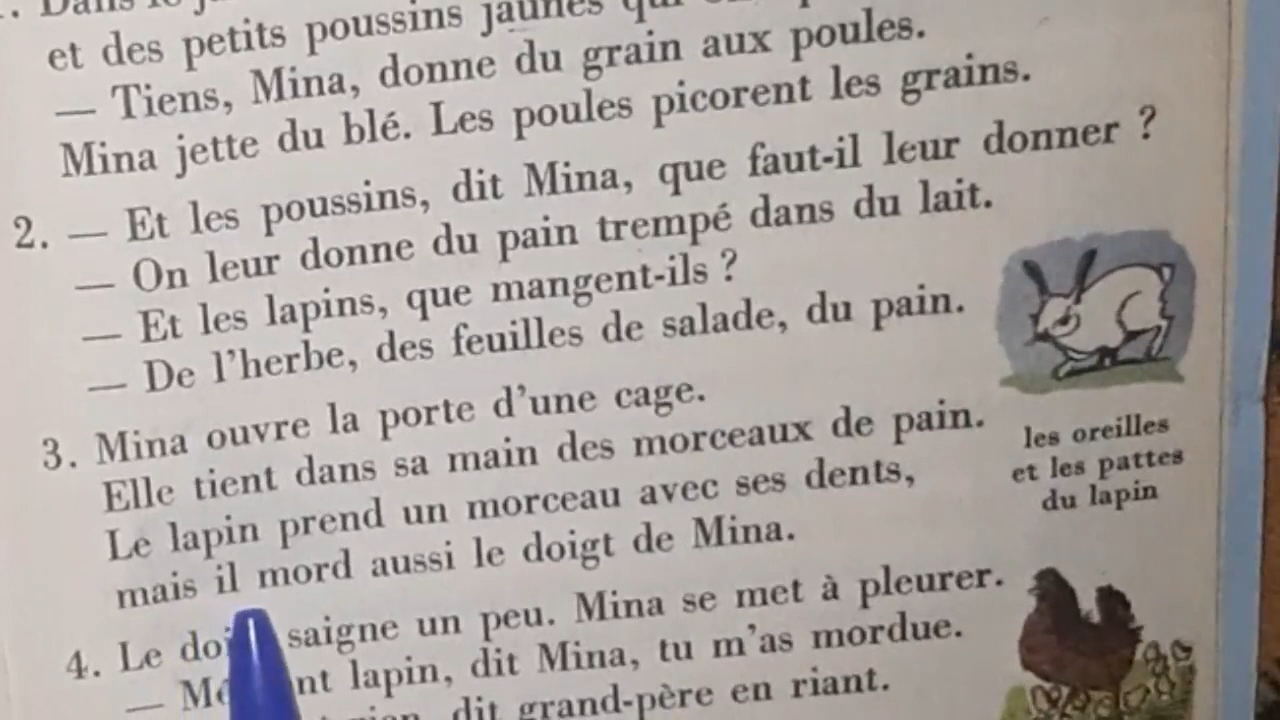 Dans le
et des petits poussins jaunes
— Tiens, Mina, donne du grain aux poules.
Mina jette du blé. Les poules picorent les grains.
2. — Et les poussins, dit Mina, que faut-il leur donner ?
— On leur donne du pain trempé dans du lait.
— Et les lapins, que mangent-ils ?
— De l'herbe, des feuilles de salade, du pain.
3. Mina ouvre la porte d'une cage.
Elle tient dans sa main des morceaux de pain.
Le lapin prend un morceau avec ses dents,
mais il mord aussi le doigt de Mina.
4. Le saigne un peu. Mina se met à pleurer.
— lapin, dit Mina, tu m'as mordue.
dit grand-père en riant.
les oreilles
et les pattes
du lapin